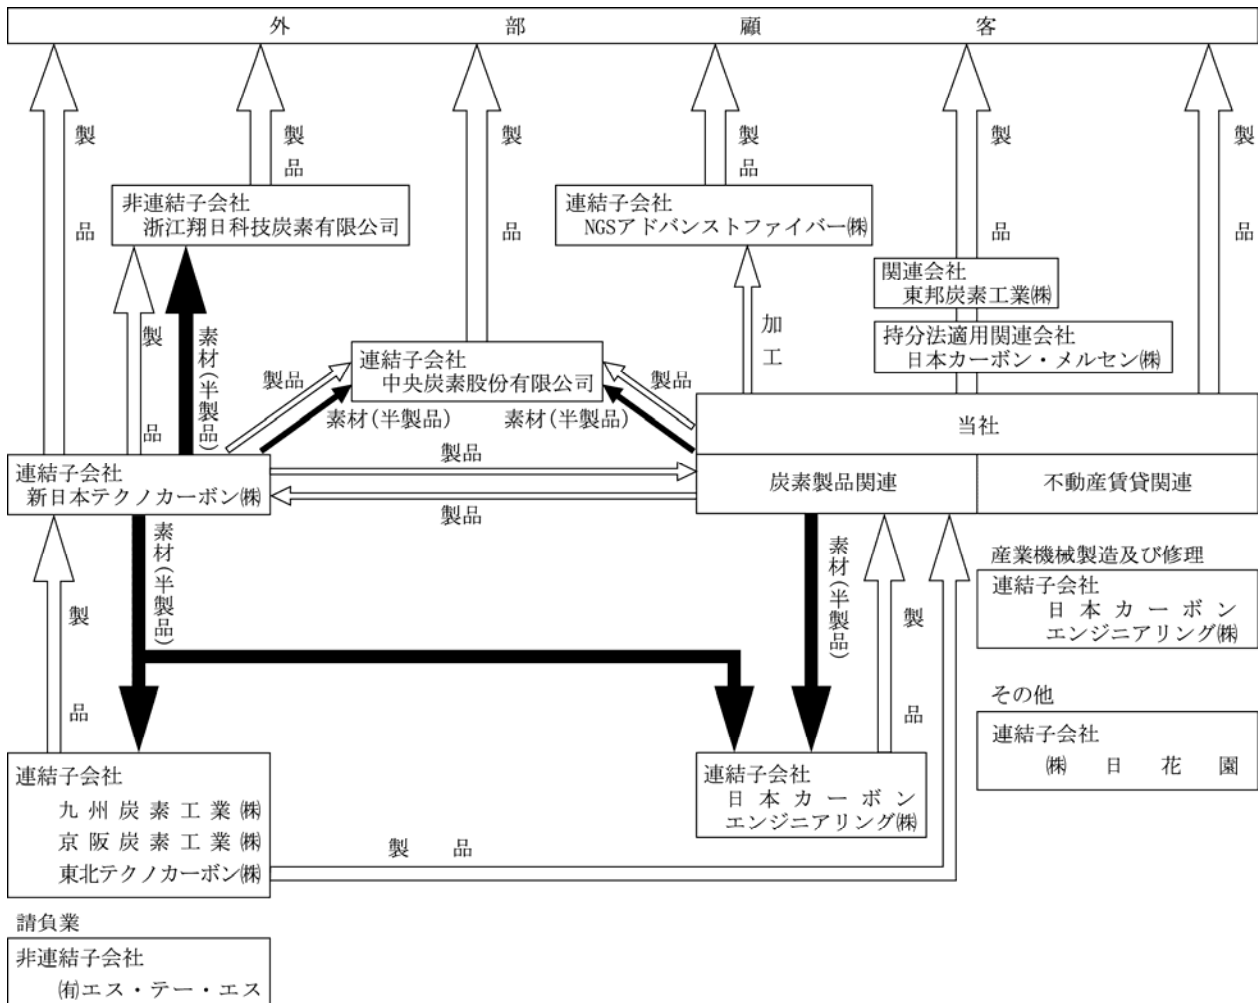 外部顧客
製品
製品
製品
製品
製品
製品
非連結子会社
浙江翔日科技炭素有限公司
連結子会社
NGSアドバンストファイバー㈱
関連会社
東邦炭素工業㈱
持分法適用関連会社
日本カーボン・メルセン㈱
製品
素材(半製品)
加工
連結子会社
中央炭素股份有限公司
製品
製品
素材(半製品)
素材(半製品)
当社
炭素製品関連
不動産賃貸関連
連結子会社
新日本テクノカーボン㈱
製品
製品
製品
素材(半製品)
素材(半製品)
製品
産業機械製造及び修理
連結子会社
日本カーボン
エンジニアリング㈱
その他
連結子会社
㈱日花園
連結子会社
九州炭素工業㈱
京阪炭素工業㈱
東北テクノカーボン㈱
連結子会社
日本カーボン
エンジニアリング㈱
製品
請負業
非連結子会社
㈲エス・テー・エス